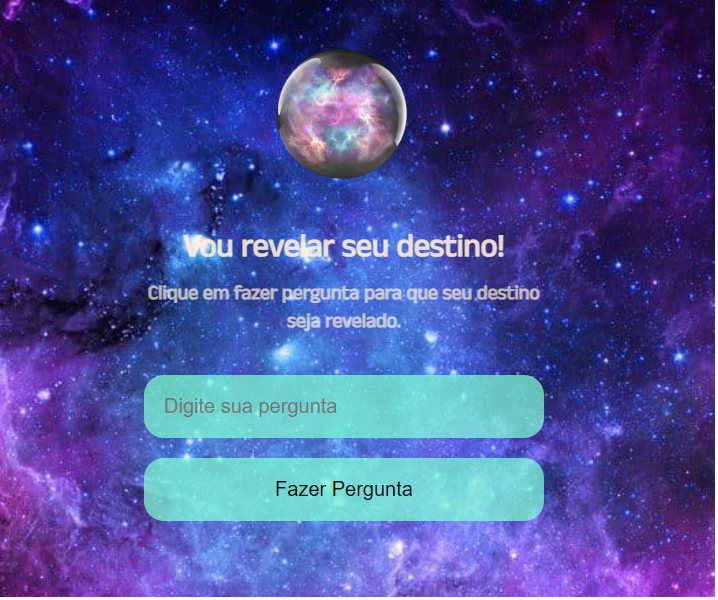 Vou revelar seu destino!
Clique em fazer pergunta para que seu destino
seja revelado.
Digite sua pergunta
Fazer Pergunta